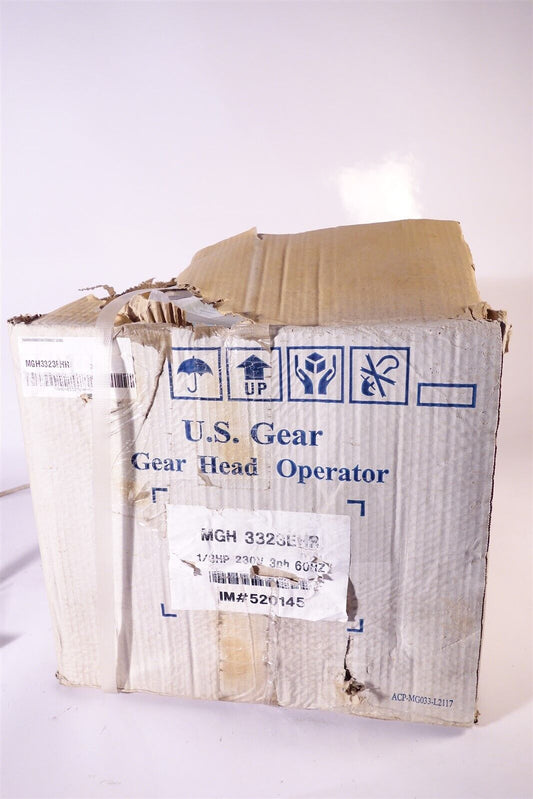 MGH3323EHR
UP
U.S. Gear
Gear Head Operator
MGH 3323EHR
1/3HP 230V 3ph 60HZ
IM#520145
ACP-MG033-L2117